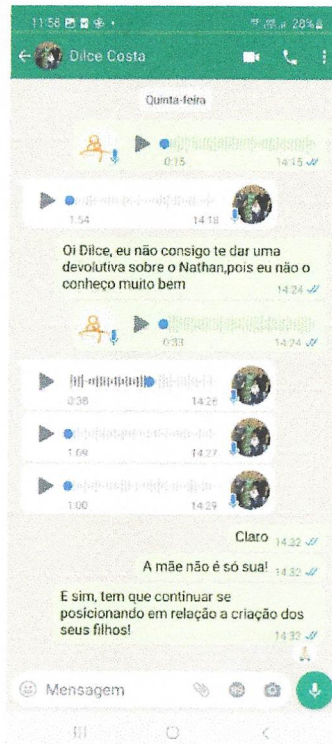 11:58
28%
Dilce Costa
Quinta-feira
0:15 14:15
1:54 14:18
Oi Dilce, eu não consigo te dar uma
devolutiva sobre o Nathan,pois eu não o
conheço muito bem
14:24
0:33 14:24
0:38 14:26
1:09 14:27
1:00 14:29
Claro 14:32
A mãe não é só sua! 14:32
E sim, tem que continuar se
posicionando em relação a criação dos
seus filhos!
14:32
Mensagem